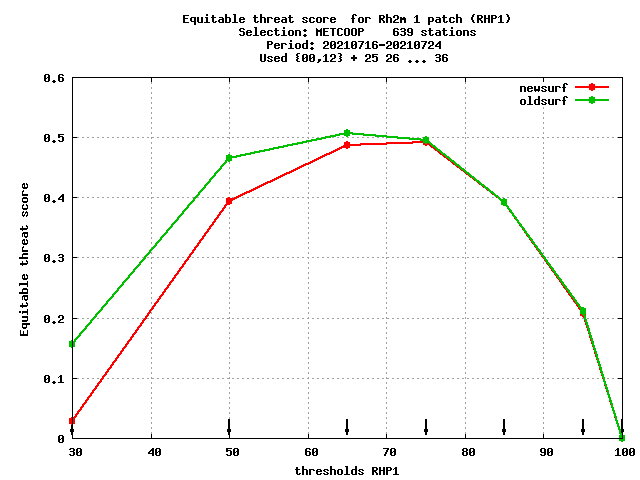 Equitable threat score  for Rh2m 1 patch (RHP1)
Selection: METCOOP    639 stations
Period: 20210716-20210724
Used {00,12} + 25 26 ... 36
newsurf
oldsurf
Equitable threat score
0.6
0.5
0.4
0.3
0.2
0.1
0
30 40 50 60 70 80 90 100
thresholds RHP1